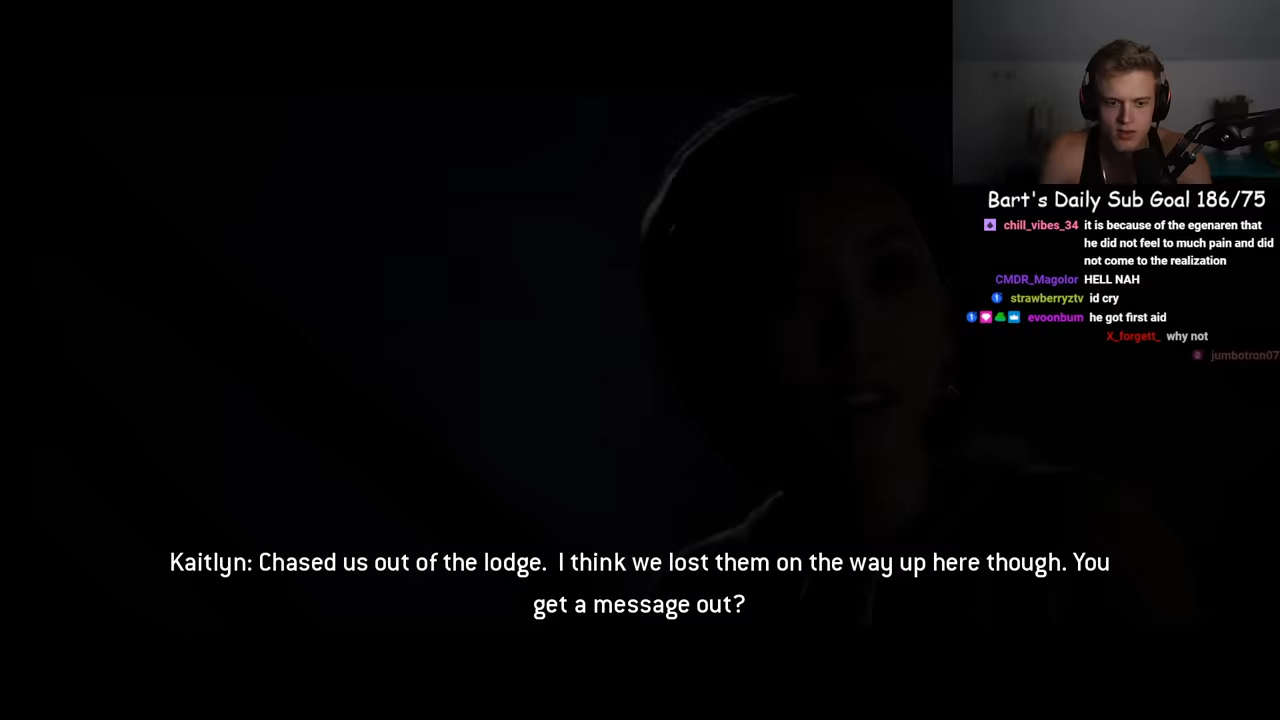 Bart's Daily Sub Goal 186/75
chill_vibes_34 it is because of the egenaren that
he did not feel to much pain and did
not come to the realization
CMDR_Magolor HELL NAH
1 strawberryztv id cry
1 evoonbum he got first aid
X_forgett_ why not
2 jumbotron07
Kaitlyn: Chased us out of the lodge.  I think we lost them on the way up here though. You
get a message out?